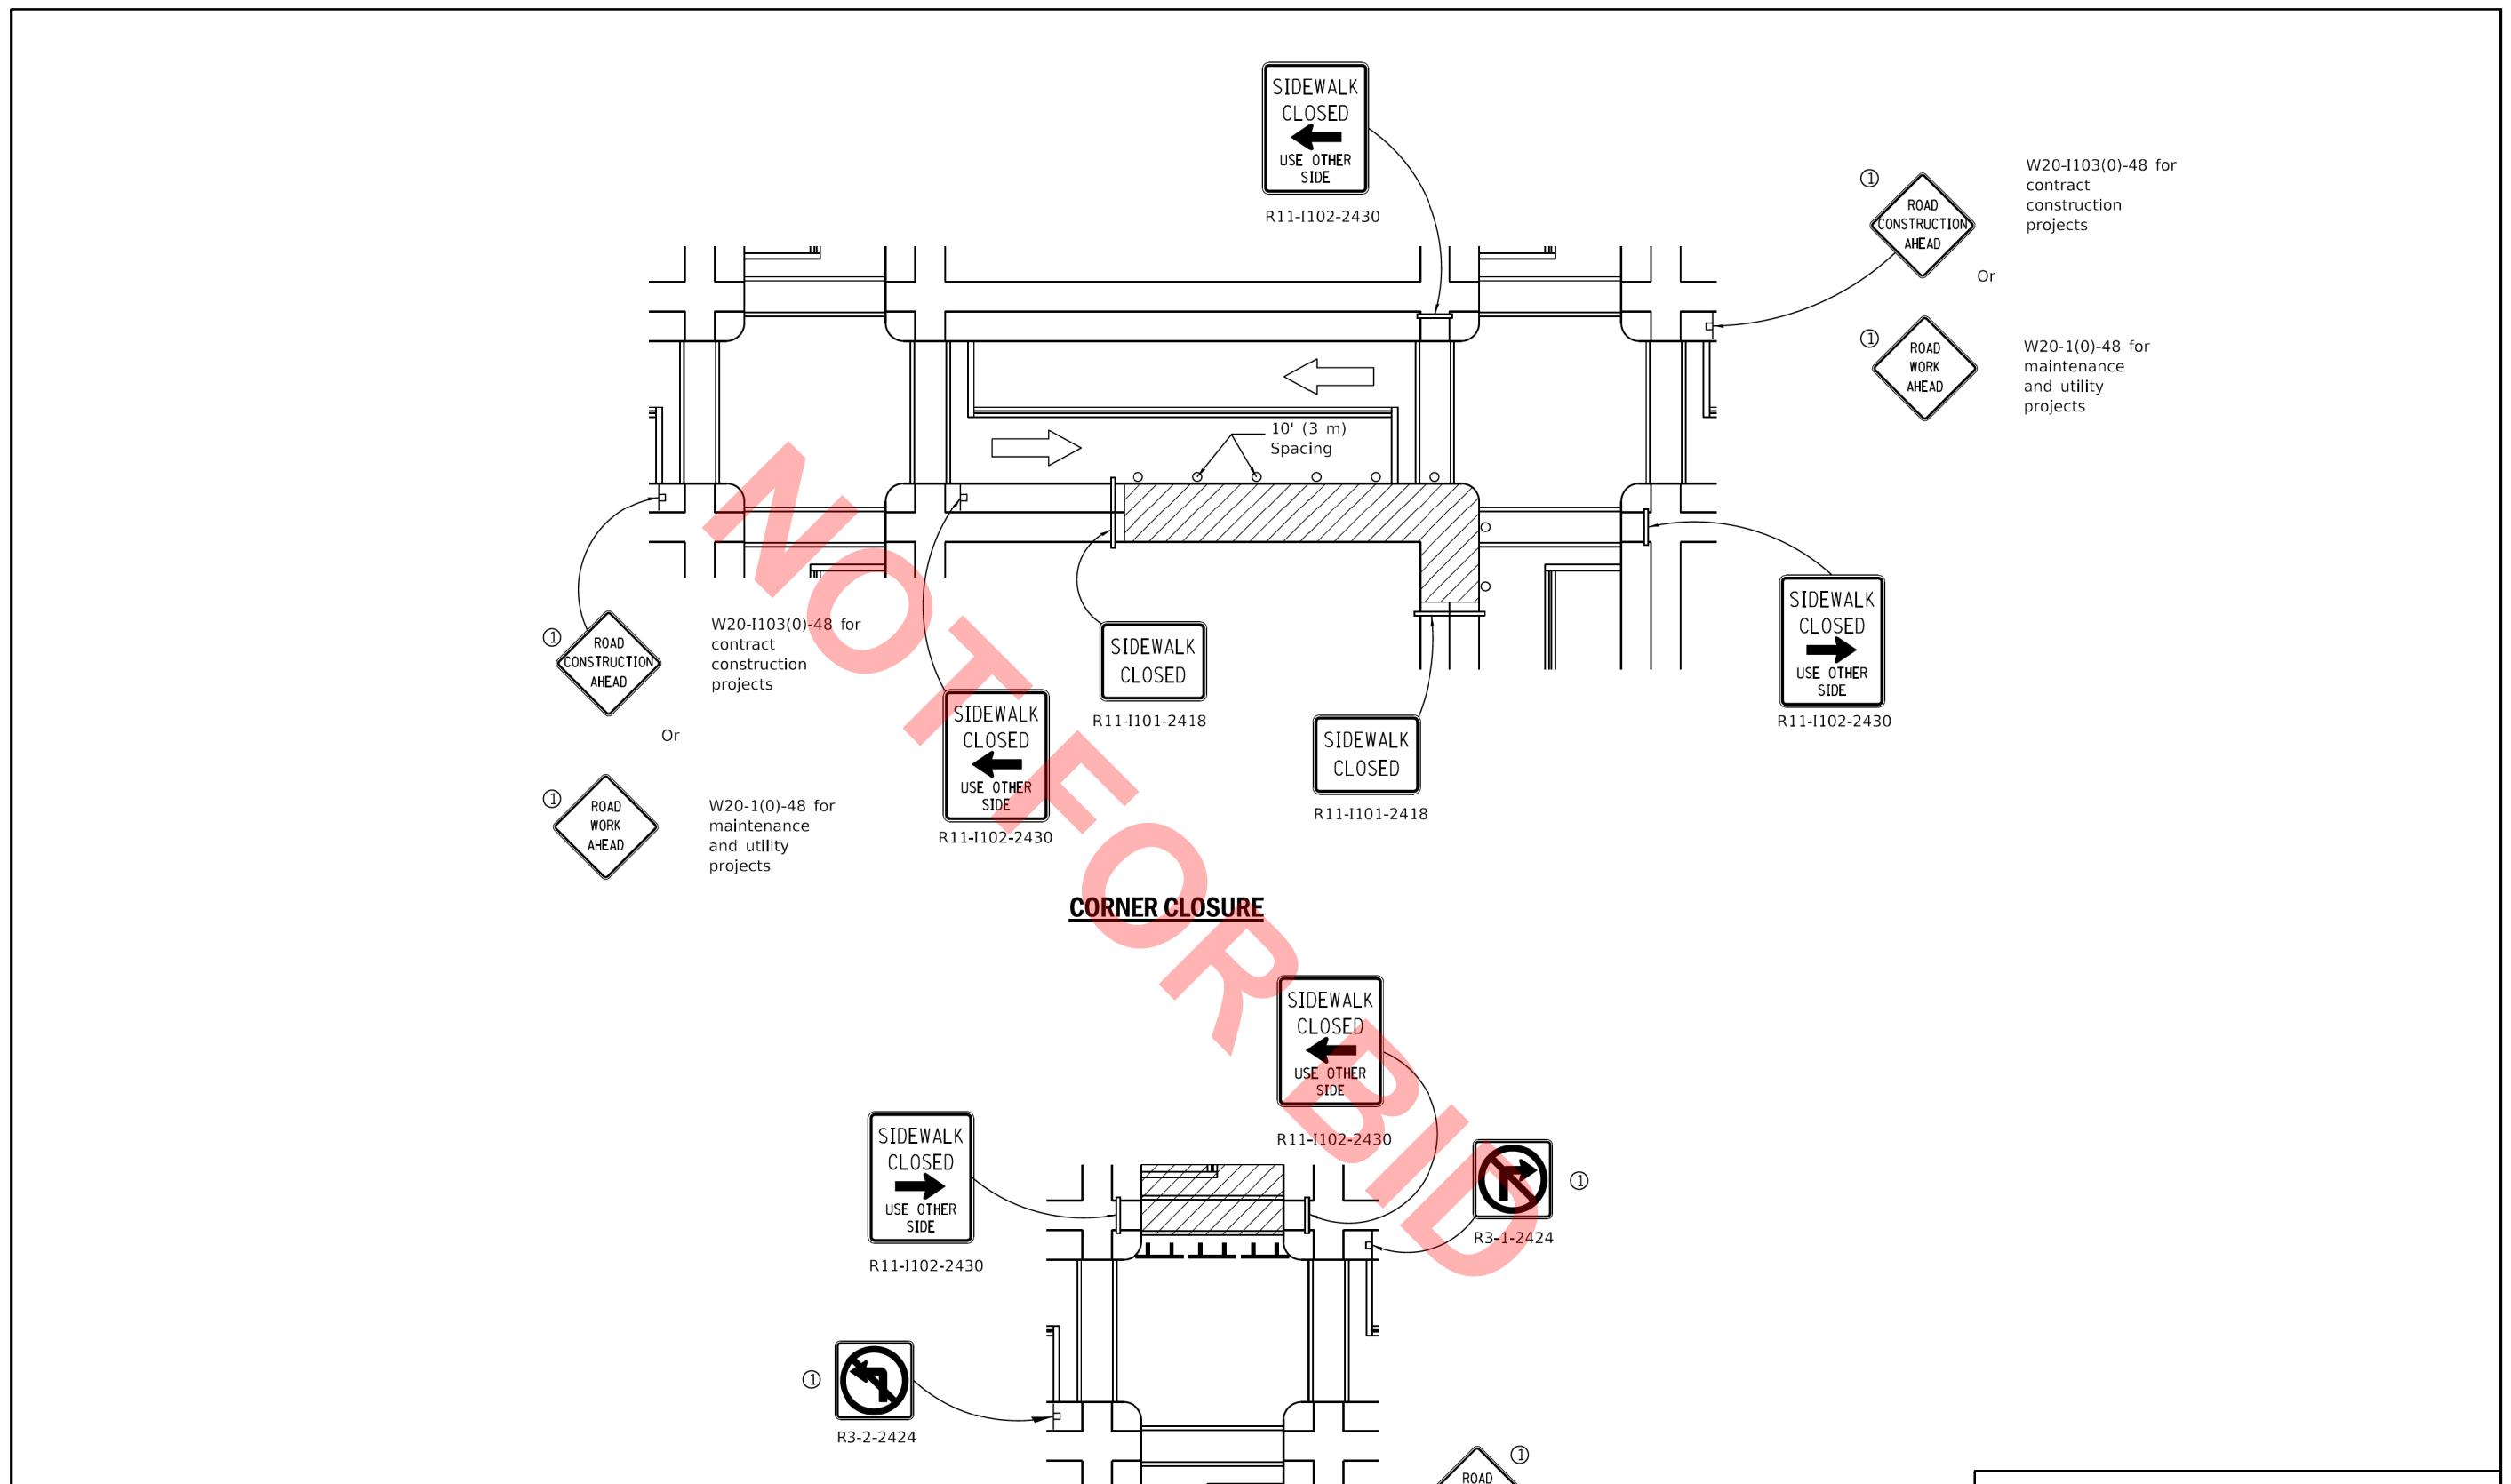 SIDEWALK
CLOSED
USE OTHER
SIDE
R11-I102-2430
①
ROAD
CONSTRUCTION
AHEAD
W20-I103(0)-48 for
contract
construction
projects
Or
①
ROAD
WORK
AHEAD
W20-1(0)-48 for
maintenance
and utility
projects
10' (3 m)
Spacing
①
ROAD
CONSTRUCTION
AHEAD
W20-I103(0)-48 for
contract
construction
projects
Or
①
ROAD
WORK
AHEAD
W20-1(0)-48 for
maintenance
and utility
projects
SIDEWALK
CLOSED
USE OTHER
SIDE
R11-I102-2430
SIDEWALK
CLOSED
R11-I101-2418
SIDEWALK
CLOSED
R11-I101-2418
SIDEWALK
CLOSED
USE OTHER
SIDE
R11-I102-2430
CORNER CLOSURE
NOT FOR BID
SIDEWALK
CLOSED
USE OTHER
SIDE
R11-I102-2430
SIDEWALK
CLOSED
USE OTHER
SIDE
R11-I102-2430
①
R3-1-2424
①
R3-2-2424
①
ROAD